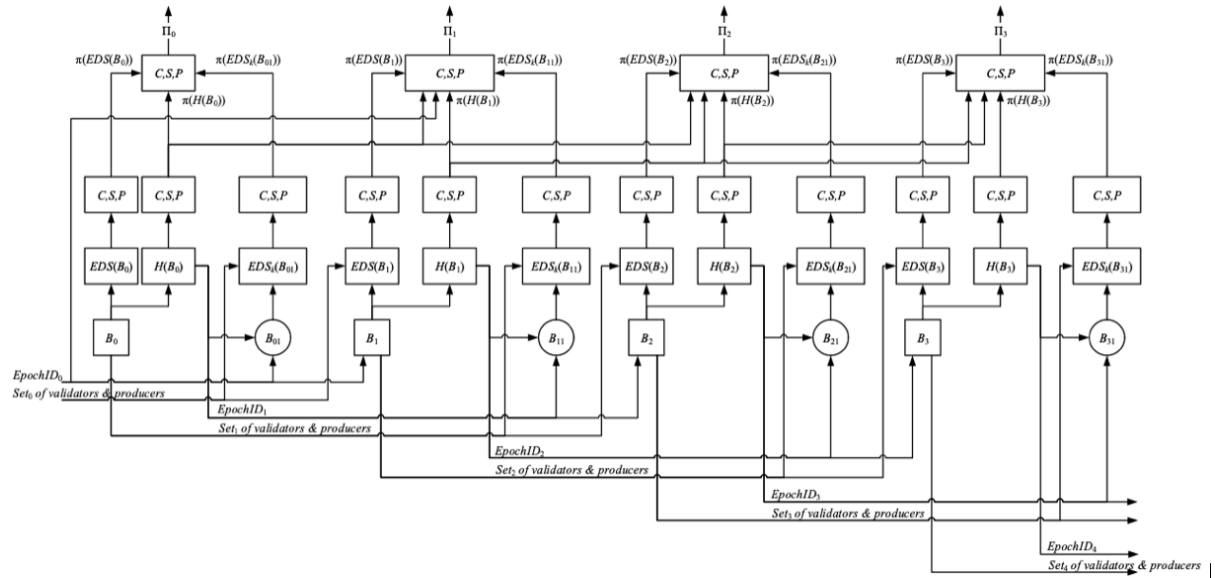 Π₀ Π₁ Π₂ Π₃
π(EDS(B₀)) π(EDSₖ(B₀₁)) π(EDS(B₁)) π(EDSₖ(B₁₁)) π(EDS(B₂)) π(EDSₖ(B₂₁)) π(EDS(B₃)) π(EDSₖ(B₃₁))
C,S,P C,S,P C,S,P C,S,P
π(H(B₀)) π(H(B₁)) π(H(B₂)) π(H(B₃))
C,S,P C,S,P C,S,P C,S,P C,S,P C,S,P C,S,P C,S,P C,S,P C,S,P C,S,P C,S,P
EDS(B₀) H(B₀) EDSₖ(B₀₁) EDS(B₁) H(B₁) EDSₖ(B₁₁) EDS(B₂) H(B₂) EDSₖ(B₂₁) EDS(B₃) H(B₃) EDSₖ(B₃₁)
B₀ B₀₁ B₁ B₁₁ B₂ B₂₁ B₃ B₃₁
EpochID₀
Set₀ of validators & producers
EpochID₁
Set₁ of validators & producers
EpochID₂
Set₂ of validators & producers
EpochID₃
Set₃ of validators & producers
EpochID₄
Set₄ of validators & producers